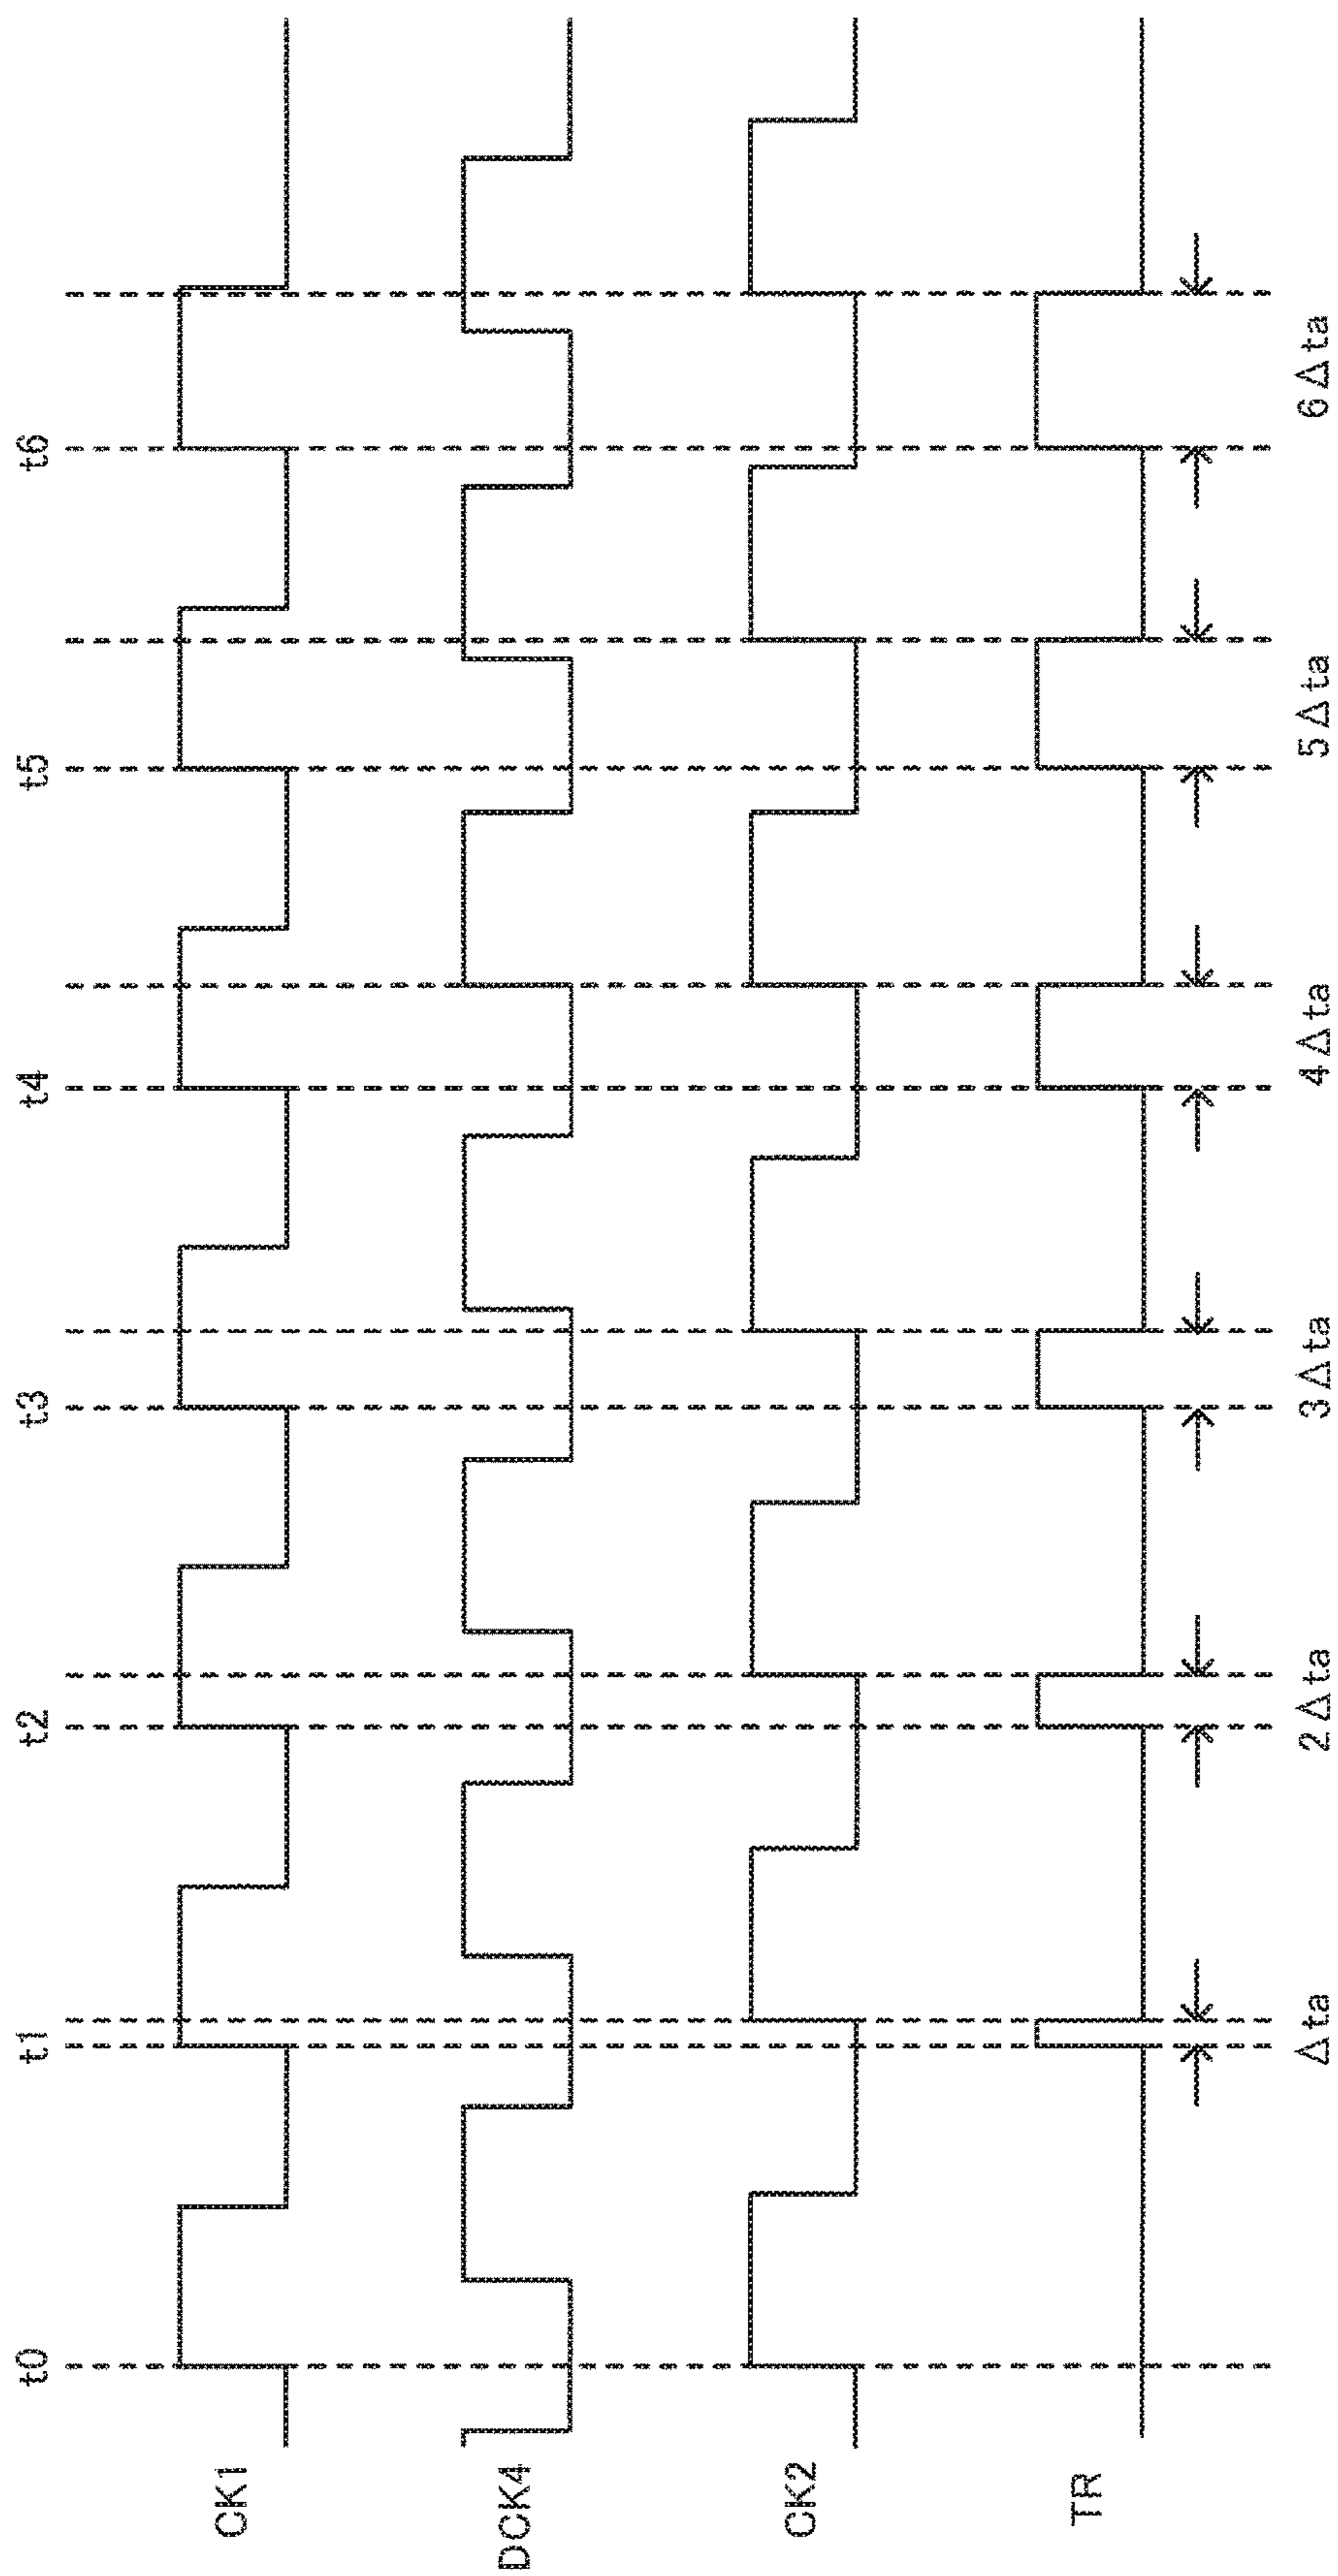 t0 t1 t2 t3 t4 t5 t6
CK1
DCK4
CK2
TR
Δta 2Δta 3Δta 4Δta 5Δta 6Δta